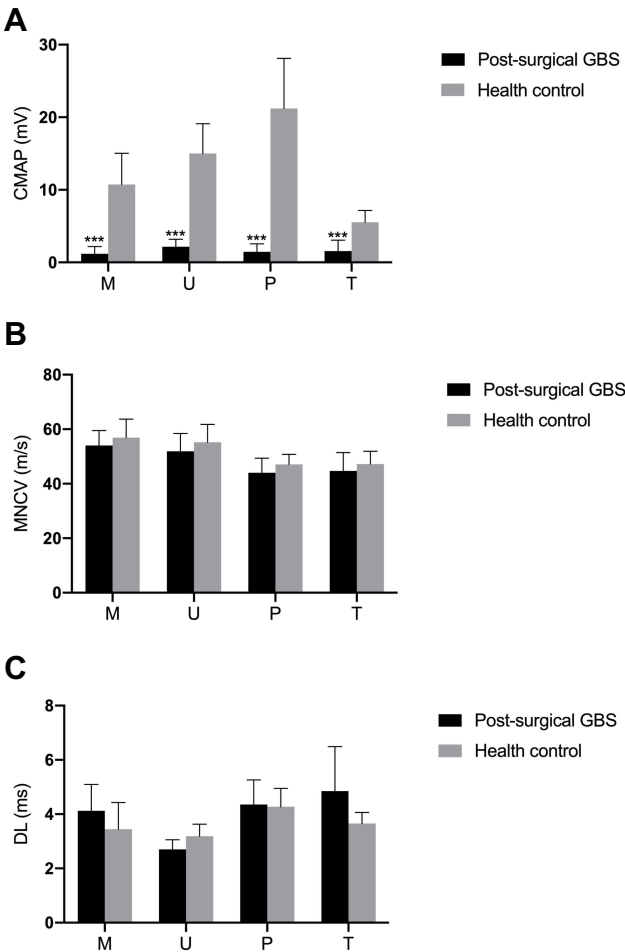 A
CMAP (mV)
30
20
10
0
***
***
***
***
M U P T
Post-surgical GBS
Health control
B
MNCV (m/s)
80
60
40
20
0
M U P T
Post-surgical GBS
Health control
C
DL (ms)
8
6
4
2
0
M U P T
Post-surgical GBS
Health control